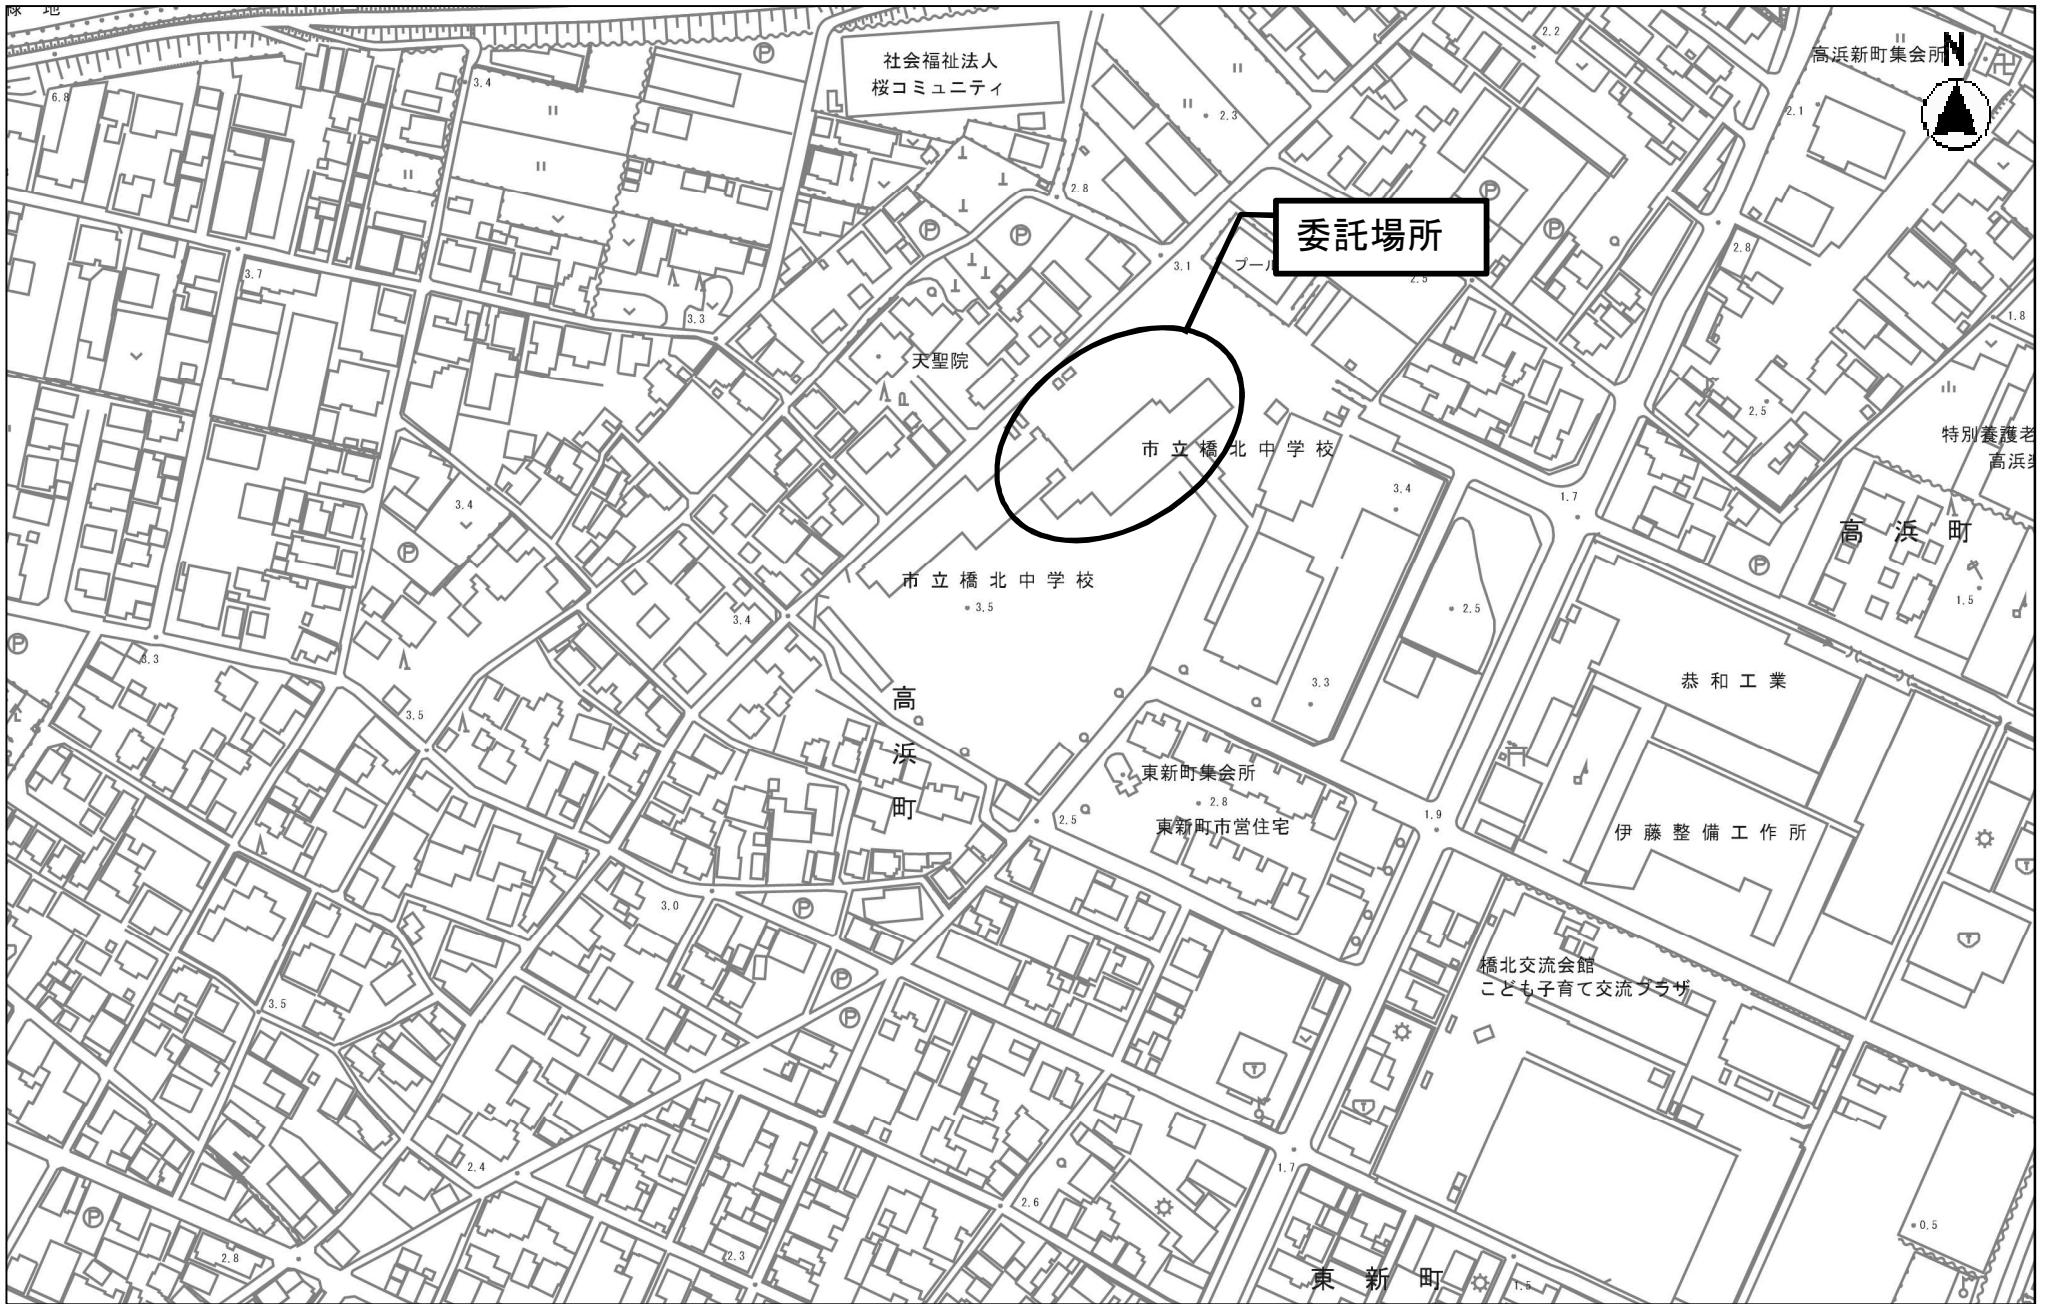 緑地
社会福祉法人
桜コミュニティ
高浜新町集会所
N
6.8
3.4
2.2
2.3
2.1
2.8
委託場所
3.1
プール
2.5
2.8
3.7
3.3
1.8
天聖院
2.5
市立橋北中学校
特別養護老
高浜
3.4
3.4
1.7
高浜町
市立橋北中学校
3.5
3.4
2.5
1.5
3.3
3.3
恭和工業
高
浜
町
3.5
東新町集会所
2.8
東新町市営住宅
2.5
1.9
伊藤整備工作所
3.0
橋北交流会館
こども子育て交流プラザ
3.5
2.4
1.7
2.6
0.5
2.8
2.3
東新町
1.5